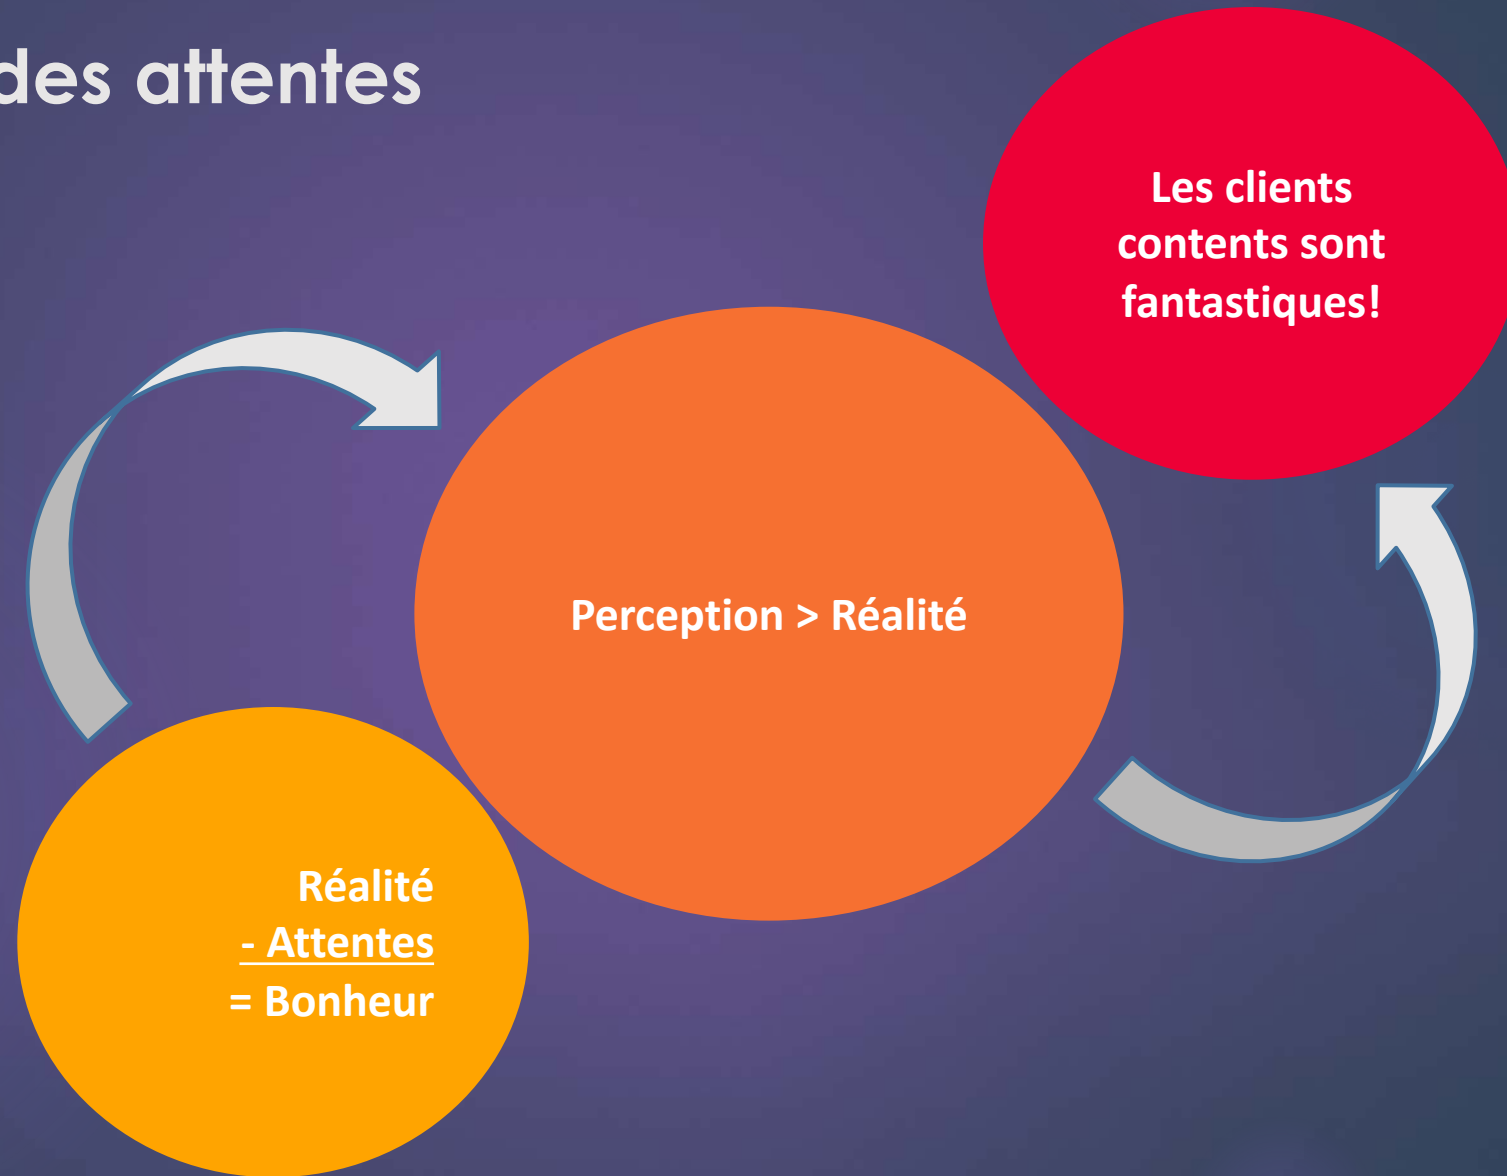 des attentes
Les clients
contents sont
fantastiques!
Perception > Réalité
Réalité
- Attentes
= Bonheur